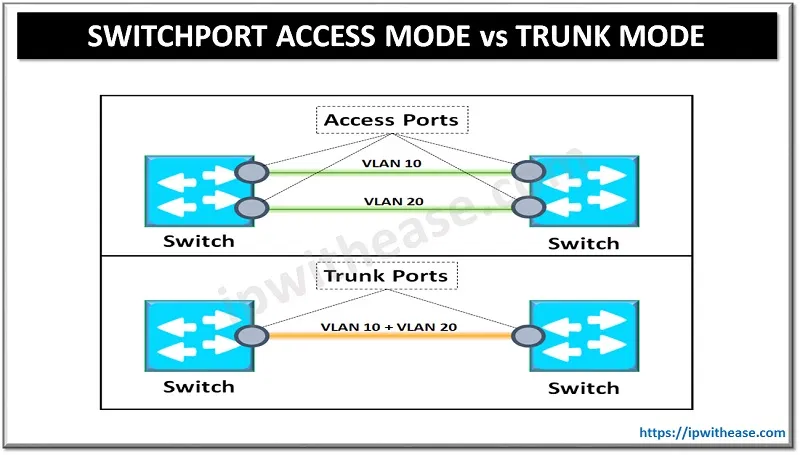 SWITCHPORT ACCESS MODE vs TRUNK MODE
Access Ports
VLAN 10
VLAN 20
Switch
Switch
Trunk Ports
VLAN 10 + VLAN 20
Switch
Switch
ipwithease.com
https://ipwithease.com